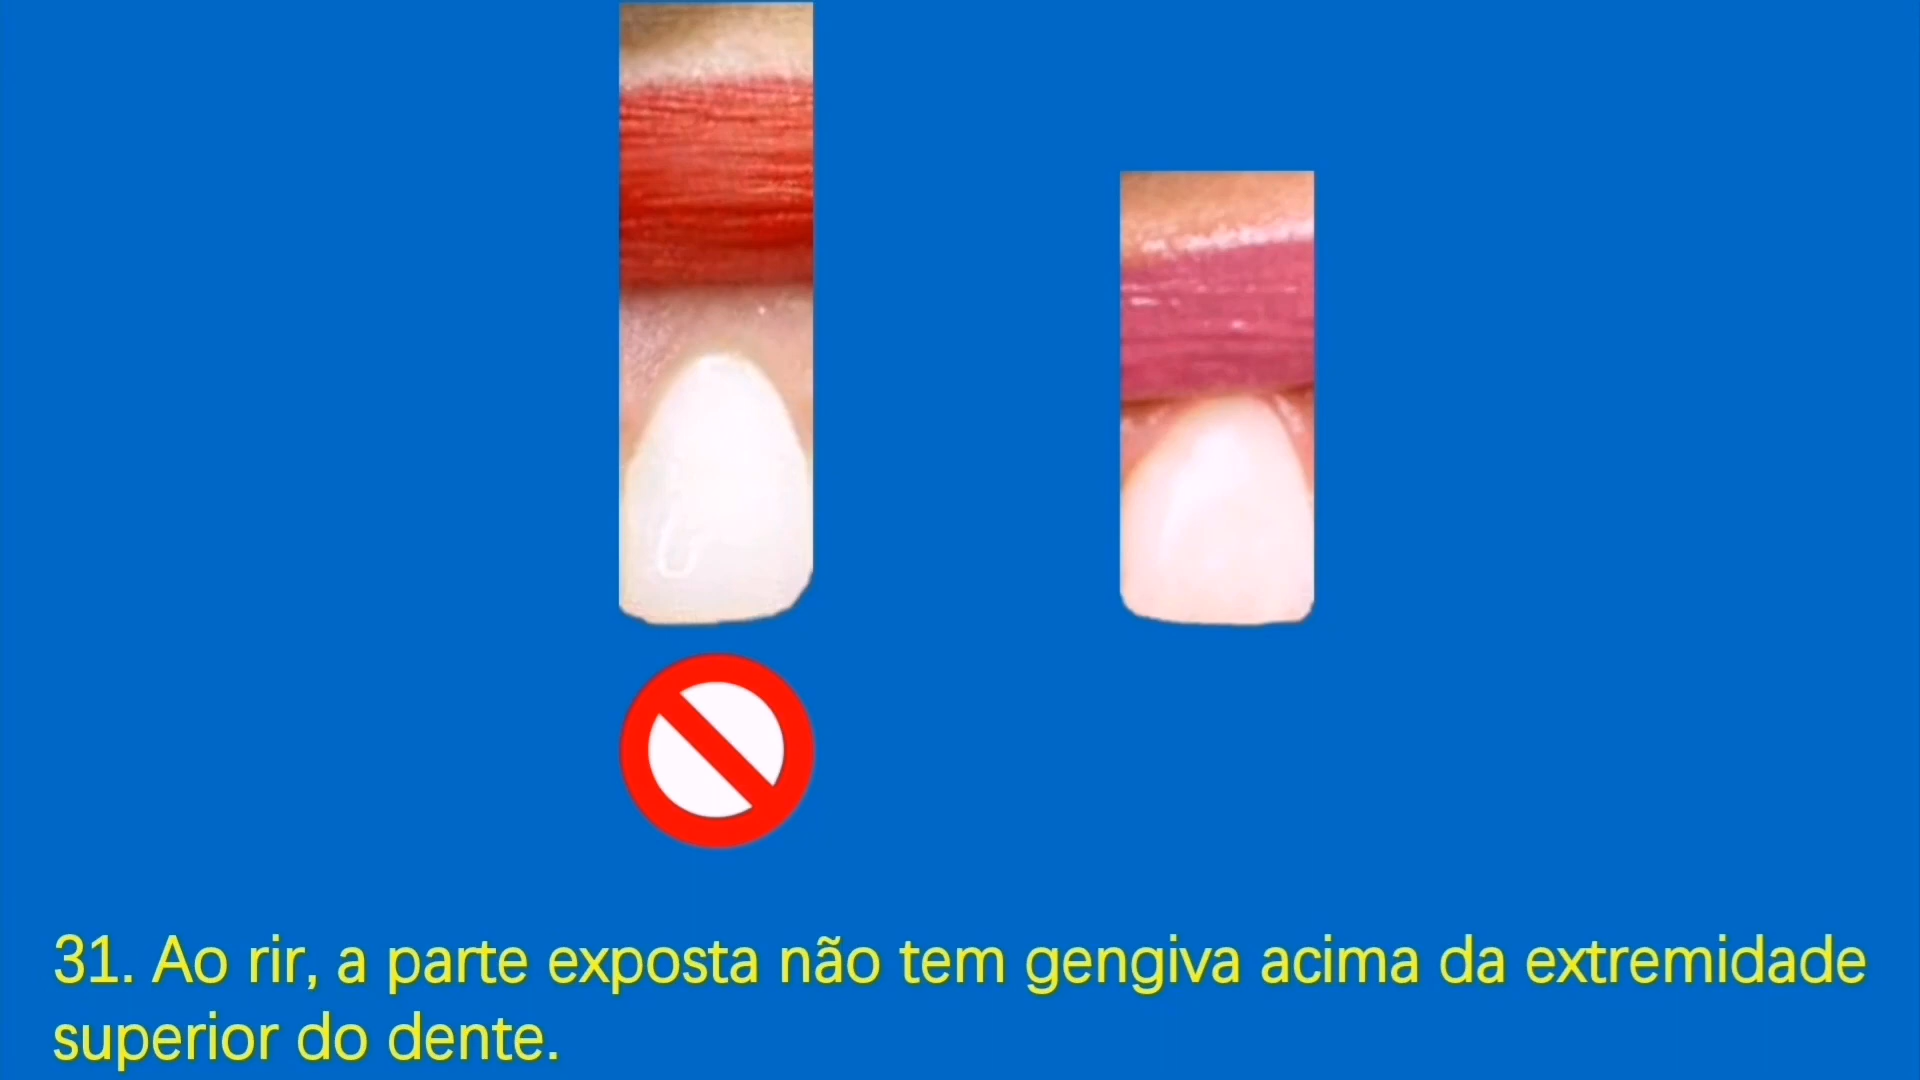 31. Ao rir, a parte exposta não tem gengiva acima da extremidade
superior do dente.